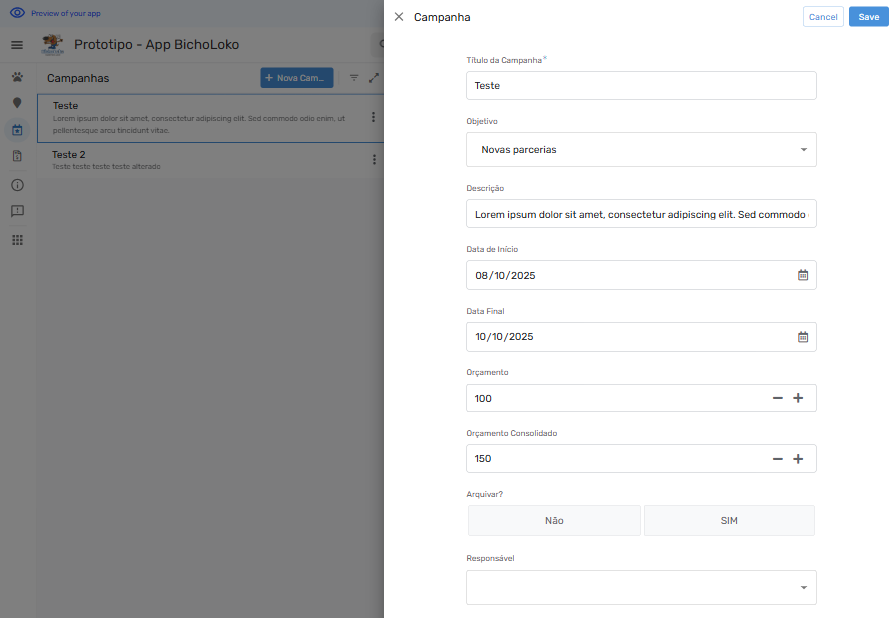 Preview of your app
Prototipo - App BichoLoko
Campanhas
+ Nova Cam...
Teste
Lorem ipsum dolor sit amet, consectetur adipiscing elit. Sed commodo odio enim, ut
pellentesque arcu tincidunt vitae.
Teste 2
Teste teste teste teste alterado
Campanha
Cancel
Save
Título da Campanha*
Teste
Objetivo
Novas parcerias
Descrição
Lorem ipsum dolor sit amet, consectetur adipiscing elit. Sed commodo
Data de Início
08/10/2025
Data Final
10/10/2025
Orçamento
100
Orçamento Consolidado
150
Arquivar?
Não
SIM
Responsável